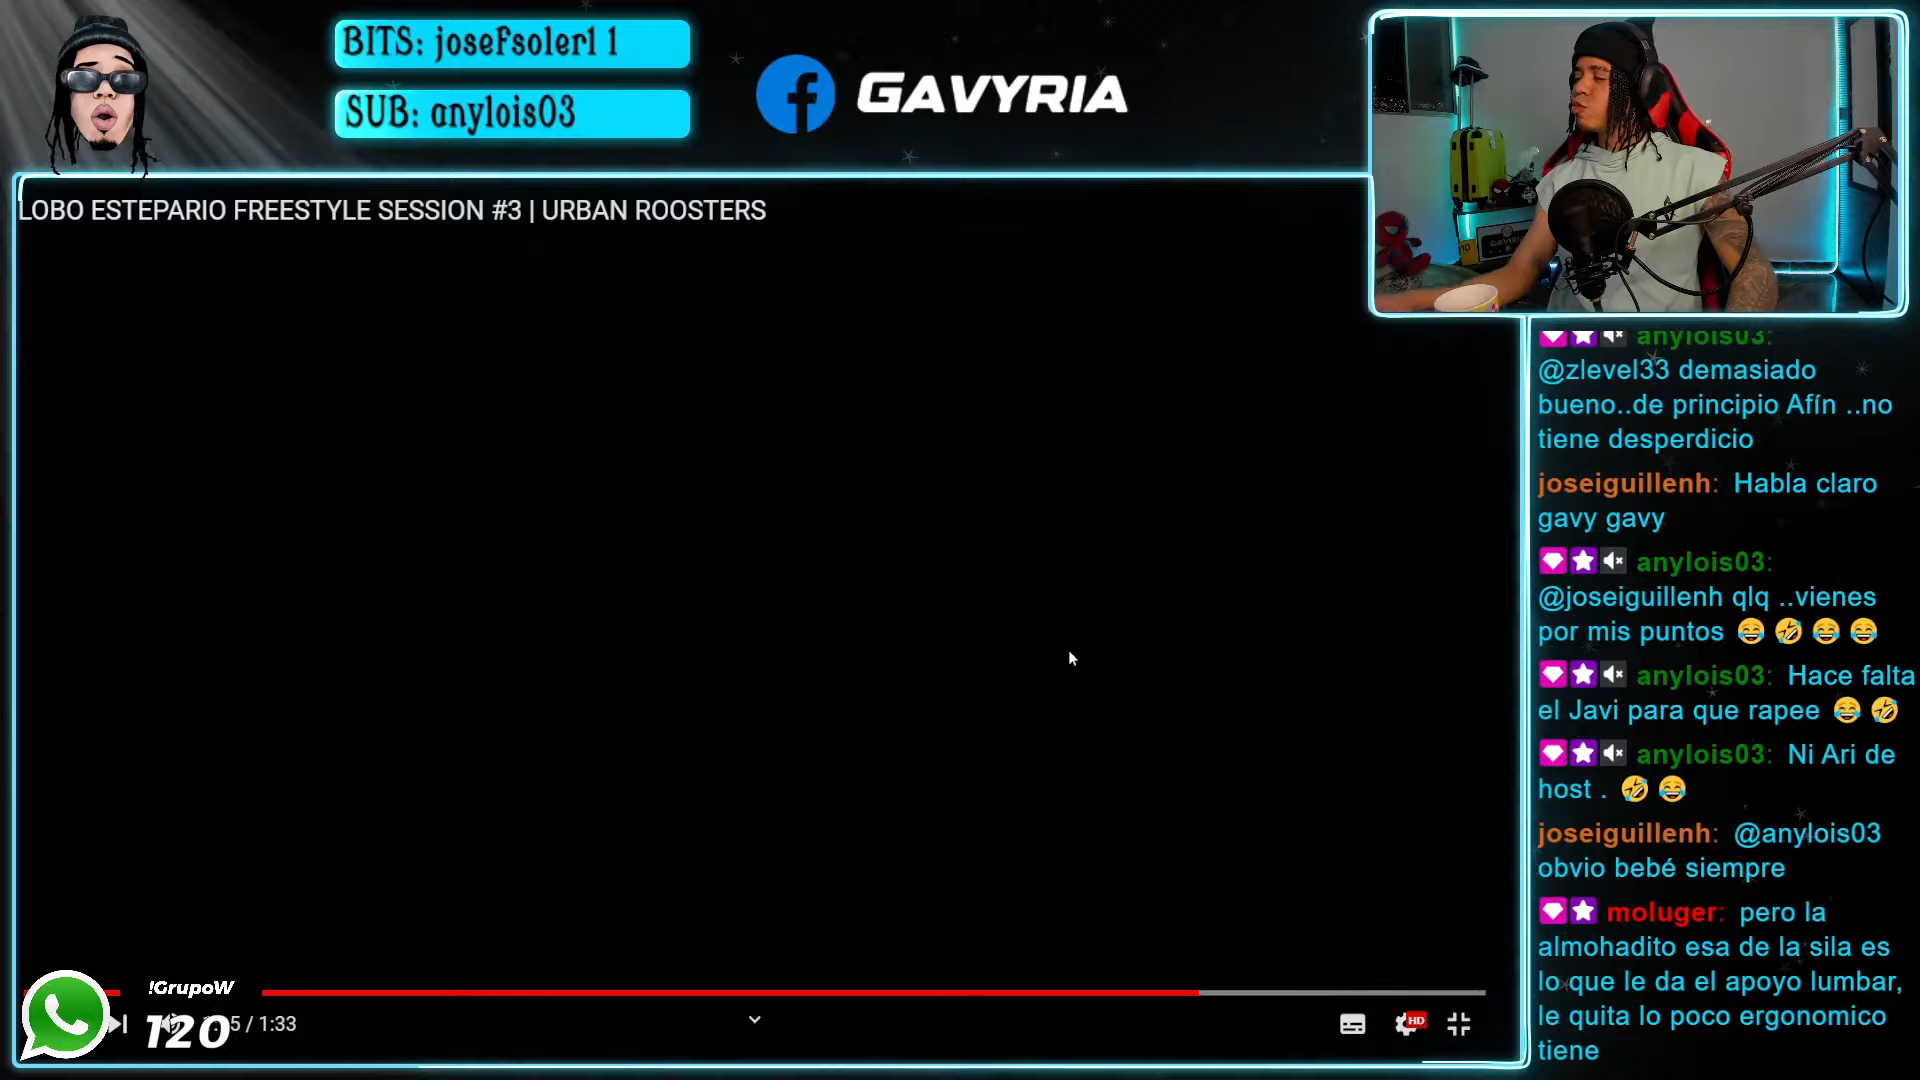 BITS: josefsoler1 1
SUB: anylois03
GAVYRIA
LOBO ESTEPARIO FREESTYLE SESSION #3 | URBAN ROOSTERS
anylois03:
@zlevel33 demasiado
bueno..de principio Afín ..no
tiene desperdicio
joseiguillenh: Habla claro
gavy gavy
anylois03:
@joseiguillenh qlq ..vienes
por mis puntos 😂 🤣 😂 😂
anylois03: Hace falta
el Javi para que rapee 😂 🤣
anylois03: Ni Ari de
host . 🤣 😂
joseiguillenh: @anylois03
obvio bebé siempre
moluger: pero la
almohadito esa de la sila es
lo que le da el apoyo lumbar,
le quita lo poco ergonomico
tiene
!GrupoW
120
5 / 1:33
HD